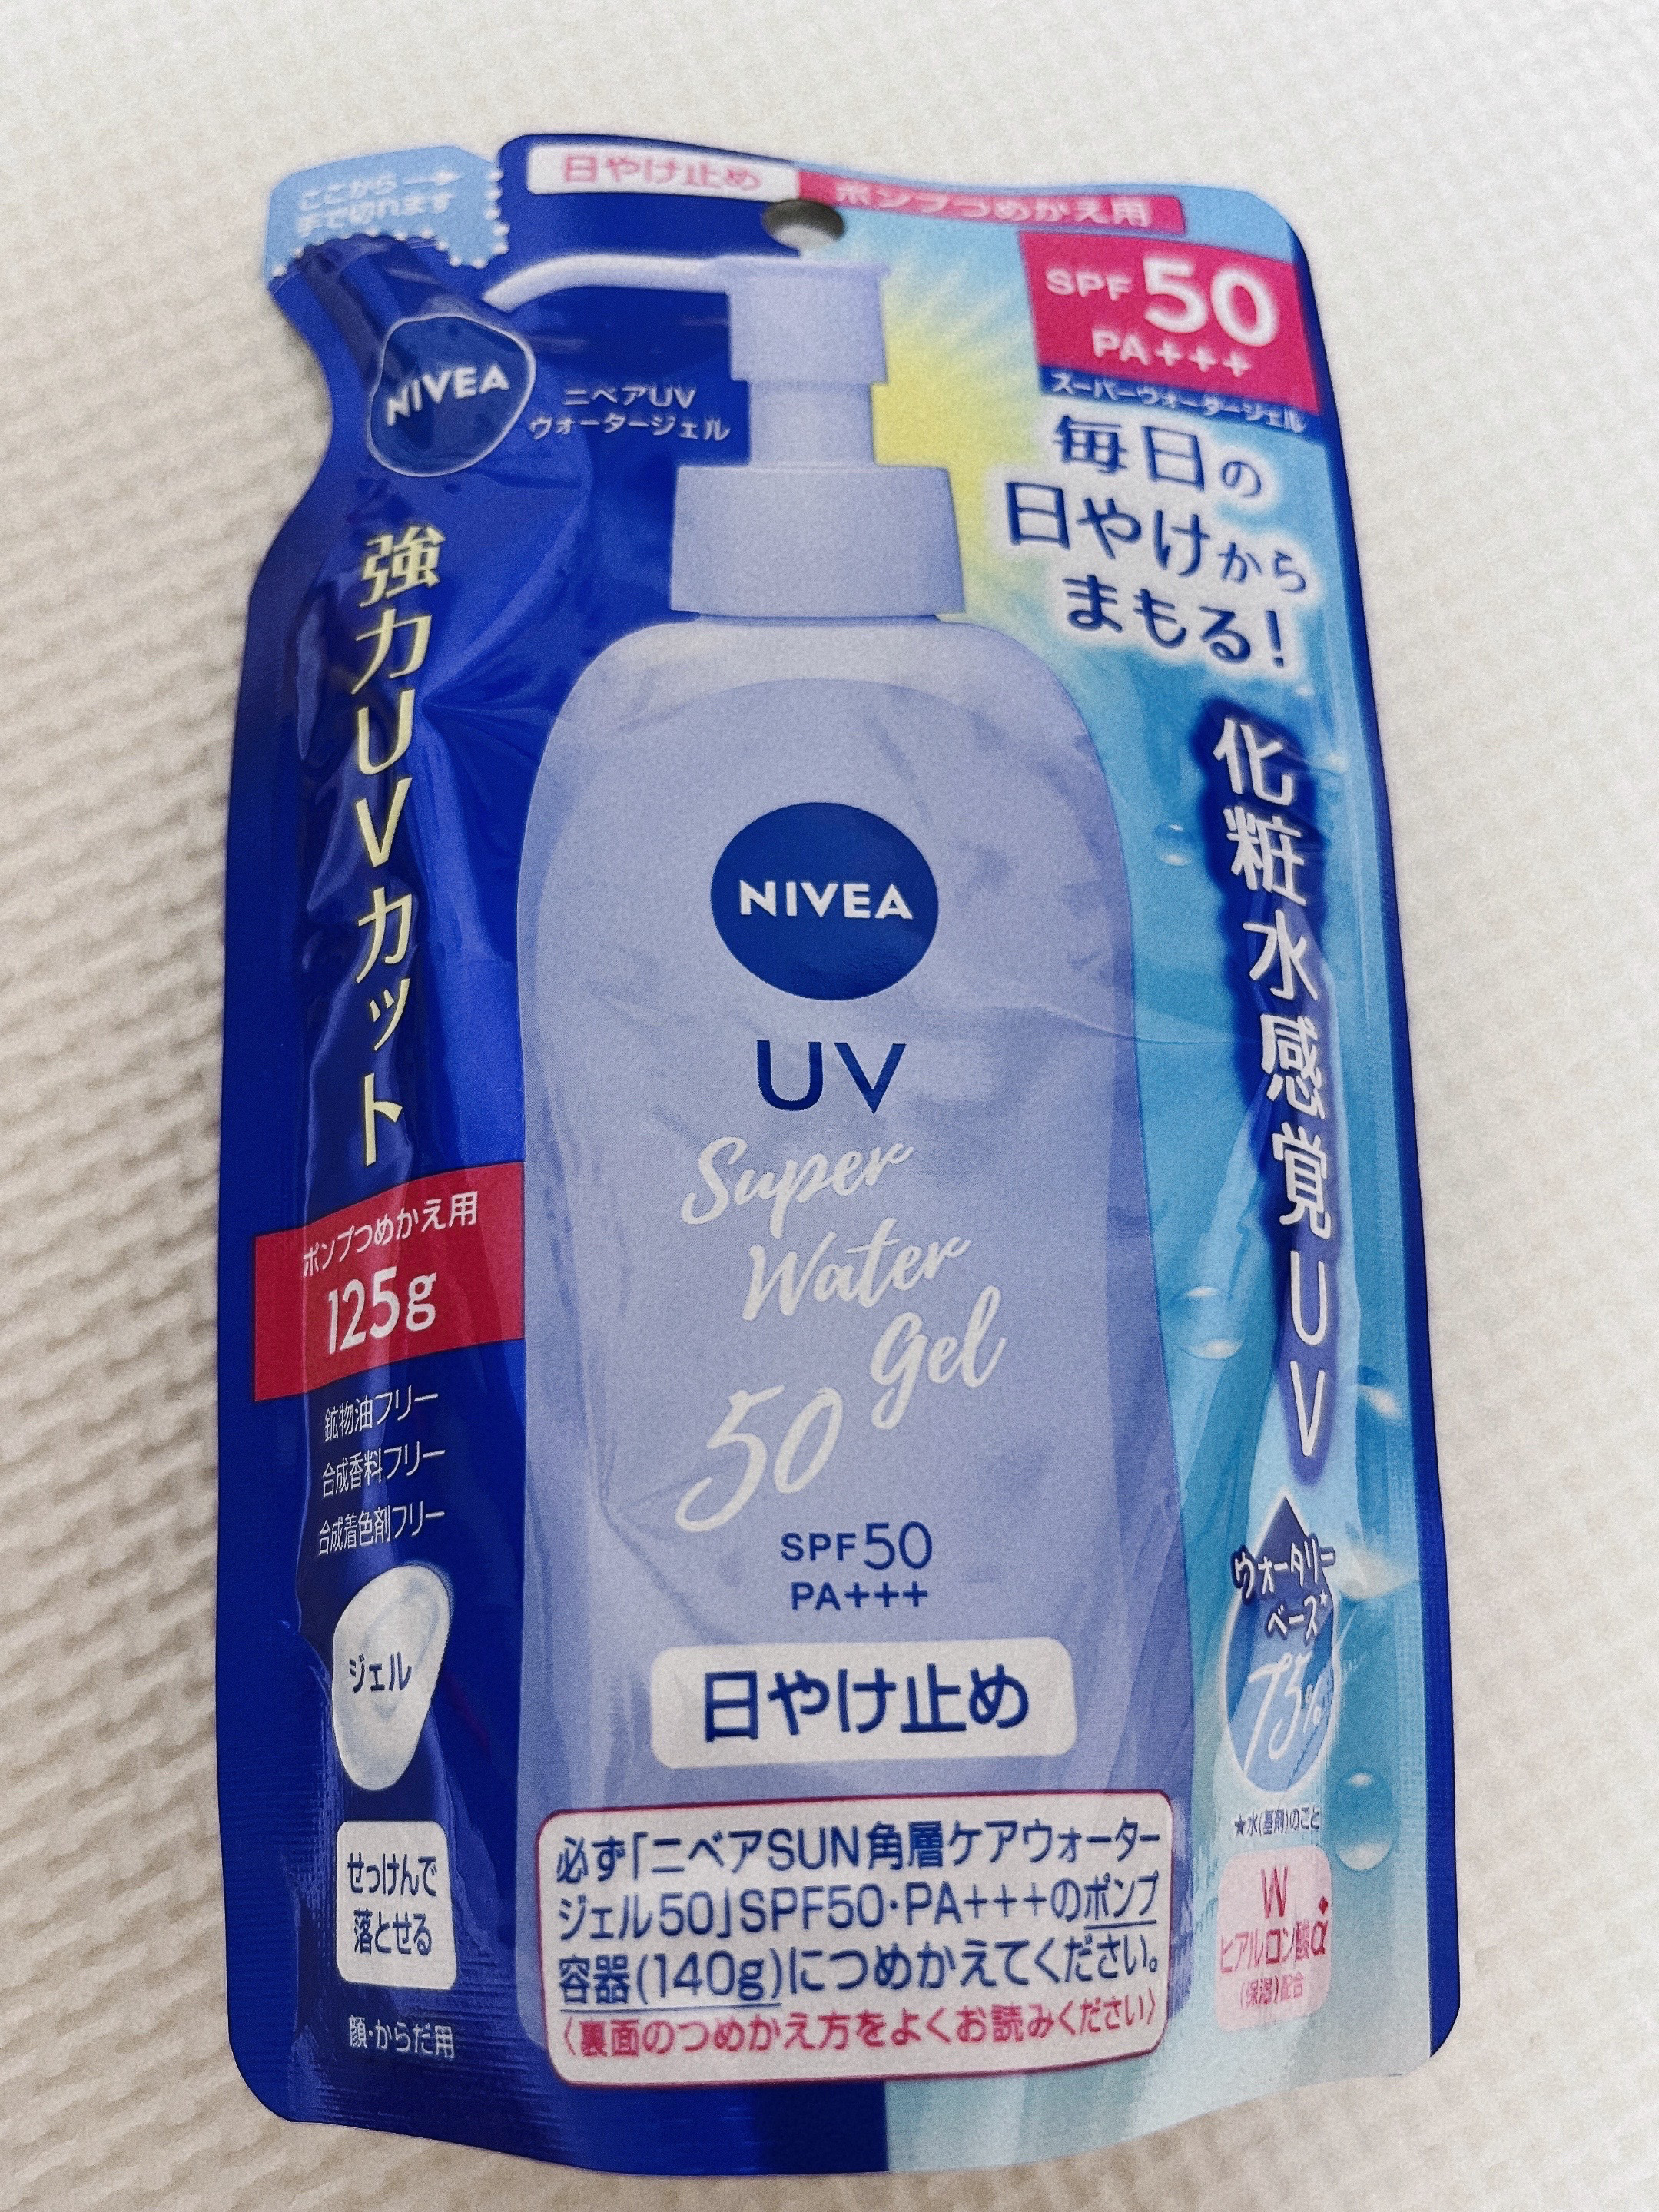 ここから→
手で切れます
日やけ止め
ポンプつめかえ用
NIVEA
ニベアUV
ウォータージェル
SPF50
PA+++
スーパーウォータージェル
毎日の
日やけから
まもる!
強力UVカット
化粧水感覚UV
NIVEA
UV
Super
Water
Gel
50
SPF50
PA+++
日やけ止め
ポンプつめかえ用
125g
鉱物油フリー
合成香料フリー
合成着色剤フリー
ジェル
せっけんで
落とせる
顔・からだ用
ウォータリー
ベース★
75%
★水(基剤)のこと
W
ヒアルロン酸α
(保湿)配合
必ず「ニベアSUN角層ケアウォーター
ジェル50」SPF50・PA+++のポンプ
容器(140g)につめかえてください。
〈裏面のつめかえ方をよくお読みください〉